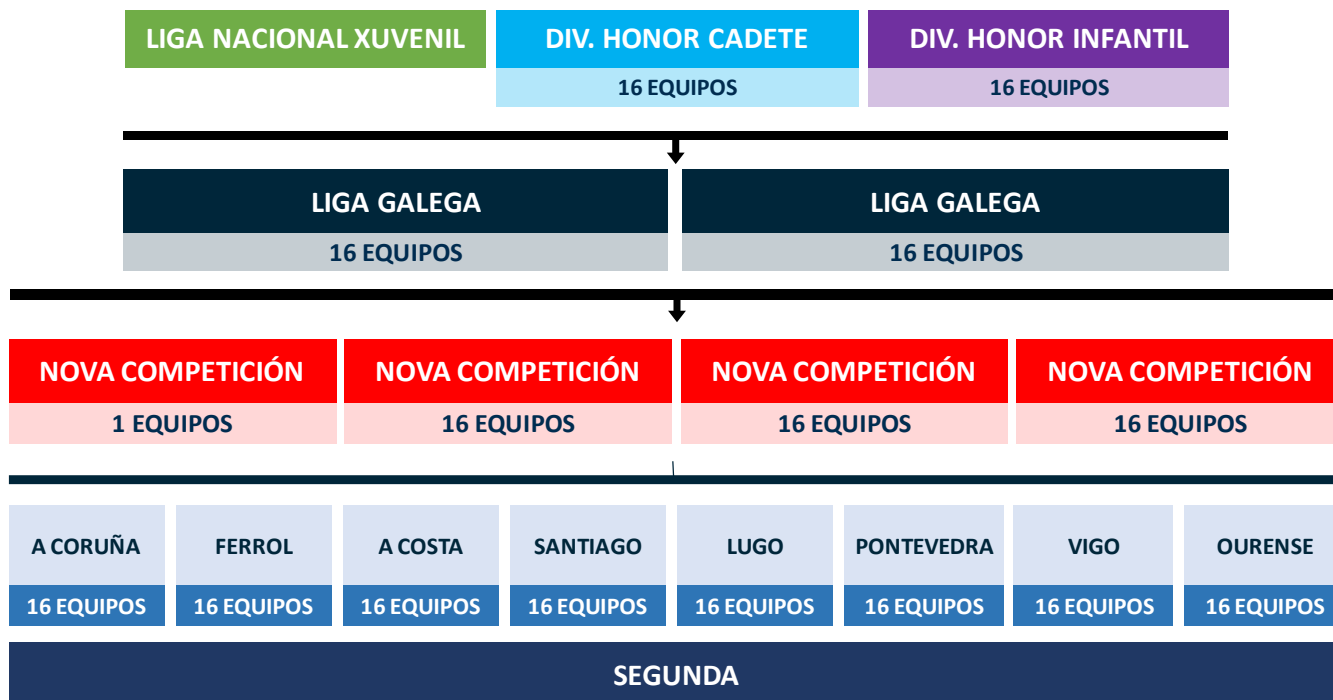 LIGA NACIONAL XUVENIL
DIV. HONOR CADETE
DIV. HONOR INFANTIL
16 EQUIPOS
16 EQUIPOS
LIGA GALEGA
LIGA GALEGA
16 EQUIPOS
16 EQUIPOS
NOVA COMPETICIÓN
NOVA COMPETICIÓN
NOVA COMPETICIÓN
NOVA COMPETICIÓN
1 EQUIPOS
16 EQUIPOS
16 EQUIPOS
16 EQUIPOS
A CORUÑA
FERROL
A COSTA
SANTIAGO
LUGO
PONTEVEDRA
VIGO
OURENSE
16 EQUIPOS
16 EQUIPOS
16 EQUIPOS
16 EQUIPOS
16 EQUIPOS
16 EQUIPOS
16 EQUIPOS
16 EQUIPOS
SEGUNDA